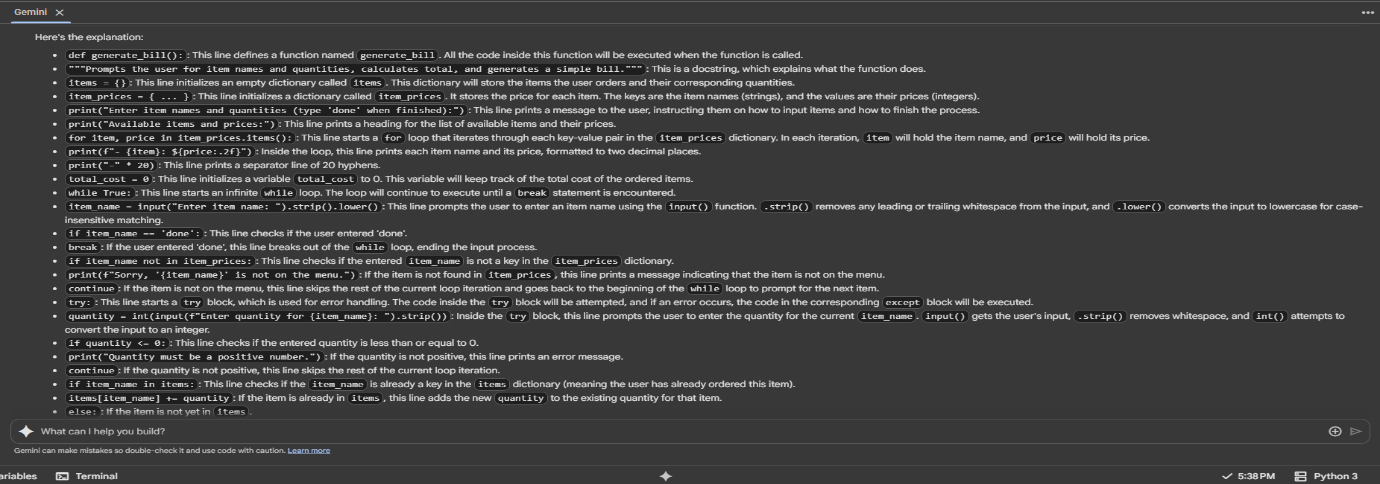 Gemini
Here's the explanation:
• def generate_bill(): : This line defines a function named generate_bill . All the code inside this function will be executed when the function is called.
• """Prompts the user for item names and quantities, calculates total, and generates a simple bill.""" : This is a docstring, which explains what the function does.
• items = {} : This line initializes an empty dictionary called items . This dictionary will store the items the user orders and their corresponding quantities.
• item_prices = { ... } : This line initializes a dictionary called item_prices . It stores the price for each item. The keys are the item names (strings), and the values are their prices (integers).
• print("Enter item names and quantities (type 'done' when finished):") : This line prints a message to the user, instructing them on how to input items and how to finish the process.
• print("Available items and prices:") : This line prints a heading for the list of available items and their prices.
• for item, price in item_prices.items(): : This line starts a for loop that iterates through each key-value pair in the item_prices dictionary. In each iteration, item will hold the item name, and price will hold its price.
• print(f"- {item}: ${price:.2f}") : Inside the loop, this line prints each item name and its price, formatted to two decimal places.
• print("-" * 20) : This line prints a separator line of 20 hyphens.
• total_cost = 0 : This line initializes a variable total_cost to 0. This variable will keep track of the total cost of the ordered items.
• while True: : This line starts an infinite while loop. The loop will continue to execute until a break statement is encountered.
• item_name = input("Enter item name: ").strip().lower() : This line prompts the user to enter an item name using the input() function. .strip() removes any leading or trailing whitespace from the input, and .lower() converts the input to lowercase for case-
insensitive matching.
• if item_name == 'done': : This line checks if the user entered 'done'.
• break : If the user entered 'done', this line breaks out of the while loop, ending the input process.
• if item_name not in item_prices: : This line checks if the entered item_name is not a key in the item_prices dictionary.
• print(f"Sorry, '{item_name}' is not on the menu.") : If the item is not found in item_prices , this line prints a message indicating that the item is not on the menu.
• continue : If the item is not on the menu, this line skips the rest of the current loop iteration and goes back to the beginning of the while loop to prompt for the next item.
• try: : This line starts a try block, which is used for error handling. The code inside the try block will be attempted, and if an error occurs, the code in the corresponding except block will be executed.
• quantity = int(input(f"Enter quantity for {item_name}: ").strip()) : Inside the try block, this line prompts the user to enter the quantity for the current item_name . input() gets the user's input, .strip() removes whitespace, and int() attempts to
convert the input to an integer.
• if quantity <= 0: : This line checks if the entered quantity is less than or equal to 0.
• print("Quantity must be a positive number.") : If the quantity is not positive, this line prints an error message.
• continue : If the quantity is not positive, this line skips the rest of the current loop iteration.
• if item_name in items: : This line checks if the item_name is already a key in the items dictionary (meaning the user has already ordered this item).
• items[item_name] += quantity : If the item is already in items , this line adds the new quantity to the existing quantity for that item.
• else: : If the item is not yet in items .
What can I help you build?
Gemini can make mistakes so double-check it and use code with caution. Learn more
ariables Terminal 5:38 PM Python 3